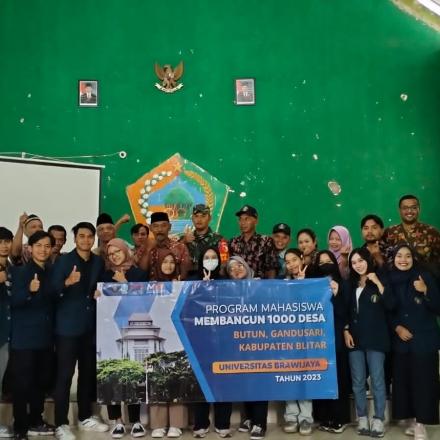 PROGRAM MAHASISWA
MEMBANGUN 1000 DESA
BUTUN, GANDUSARI,
KABUPATEN BLITAR
UNIVERSITAS BRAWIJAYA
TAHUN 2023